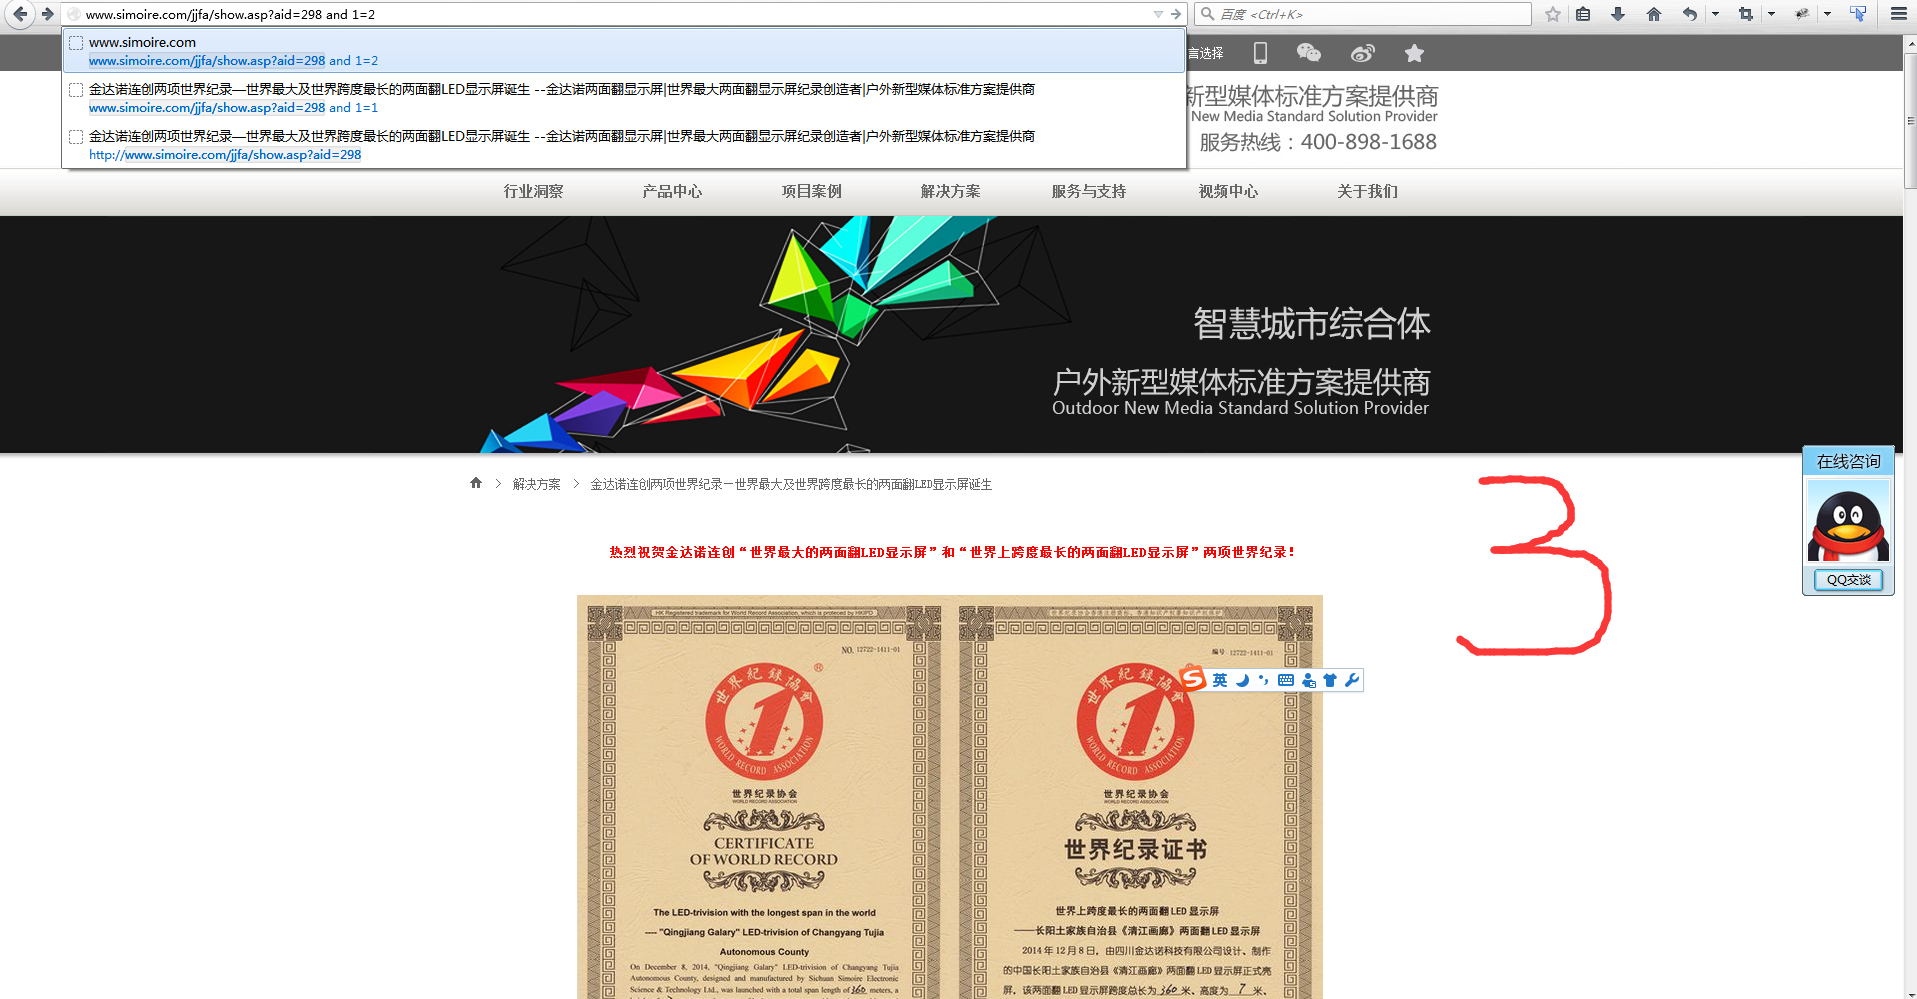 www.simoire.com/jjfa/show.asp?aid=298 and 1=2
百度 <Ctrl+K>
www.simoire.com
www.simoire.com/jjfa/show.asp?aid=298 and 1=2
金达诺连创两项世界纪录—世界最大及世界跨度最长的两面翻LED显示屏诞生 --金达诺两面翻显示屏|世界最大两面翻显示屏纪录创造者|户外新型媒体标准方案提供商
www.simoire.com/jjfa/show.asp?aid=298 and 1=1
金达诺连创两项世界纪录—世界最大及世界跨度最长的两面翻LED显示屏诞生 --金达诺两面翻显示屏|世界最大两面翻显示屏纪录创造者|户外新型媒体标准方案提供商
http://www.simoire.com/jjfa/show.asp?aid=298
言选择
新型媒体标准方案提供商
New Media Standard Solution Provider
服务热线：400-898-1688
行业洞察 产品中心 项目案例 解决方案 服务与支持 视频中心 关于我们
智慧城市综合体
户外新型媒体标准方案提供商
Outdoor New Media Standard Solution Provider
解决方案 > 金达诺连创两项世界纪录－世界最大及世界跨度最长的两面翻LED显示屏诞生
3
在线咨询
QQ交谈
热烈祝贺金达诺连创“世界最大的两面翻LED显示屏”和“世界上跨度最长的两面翻LED显示屏”两项世界纪录！
HK Registered trademark for World Record Association, which is protected by HKIPD
NO. 12722-1411-01
世界纪录协会
WORLD RECORD ASSOCIATION
世界纪录协会
WORLD RECORD ASSOCIATION
CERTIFICATE
OF WORLD RECORD
The LED-trivision with the longest span in the world
---- "Qingjiang Galary" LED-trivision of Changyang Tujia
Autonomous County
On December 8, 2014, "Qingjiang Galary" LED-trivision of Changyang Tujia
Autonomous County, designed and manufactured by Sichuan Simoire Electronic
Science & Technology Ltd., was launched with a total span length of 360 meters, a
编号 12722-1411-01
英
世界纪录协会
WORLD RECORD ASSOCIATION
世界纪录协会
WORLD RECORD ASSOCIATION
世界纪录证书
世界上跨度最长的两面翻LED显示屏
——长阳土家族自治县《清江画廊》两面翻LED显示屏
2014年12月8日，由四川金达诺科技有限公司设计、制作
的中国长阳土家族自治县《清江画廊》两面翻LED显示屏正式亮
屏，该两面翻LED显示屏跨度总长为 360 米、高度为 7 米、